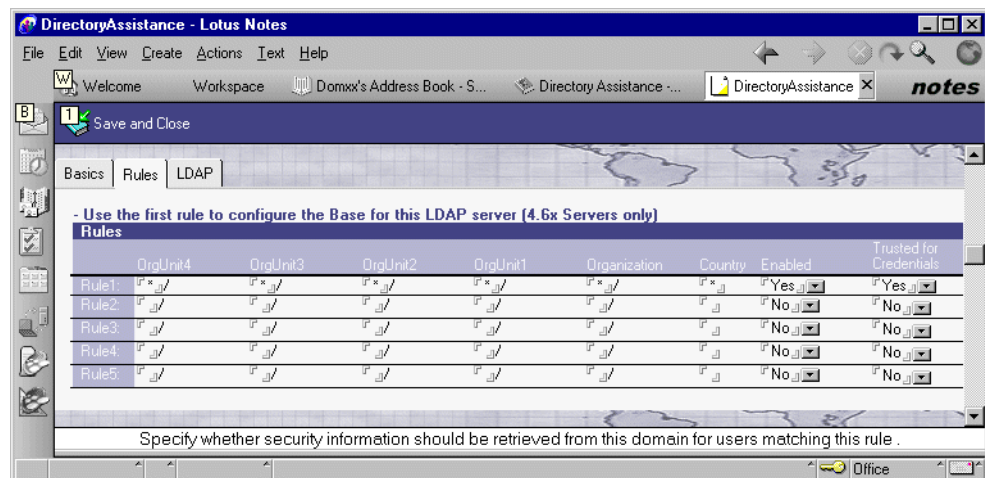 DirectoryAssistance - Lotus Notes
File Edit View Create Actions Text Help
W Welcome Workspace Domxx's Address Book - S... Directory Assistance -... DirectoryAssistance notes
B 1 Save and Close
Basics Rules LDAP
- Use the first rule to configure the Base for this LDAP server (4.6x Servers only)
Rules
OrgUnit4 OrgUnit3 OrgUnit2 OrgUnit1 Organization Country Enabled Trusted for Credentials
Rule1: * / * / * / * / * / * Yes Yes
Rule2: / / / / / No No
Rule3: / / / / / No No
Rule4: / / / / / No No
Rule5: / / / / / No No
Specify whether security information should be retrieved from this domain for users matching this rule .
Office